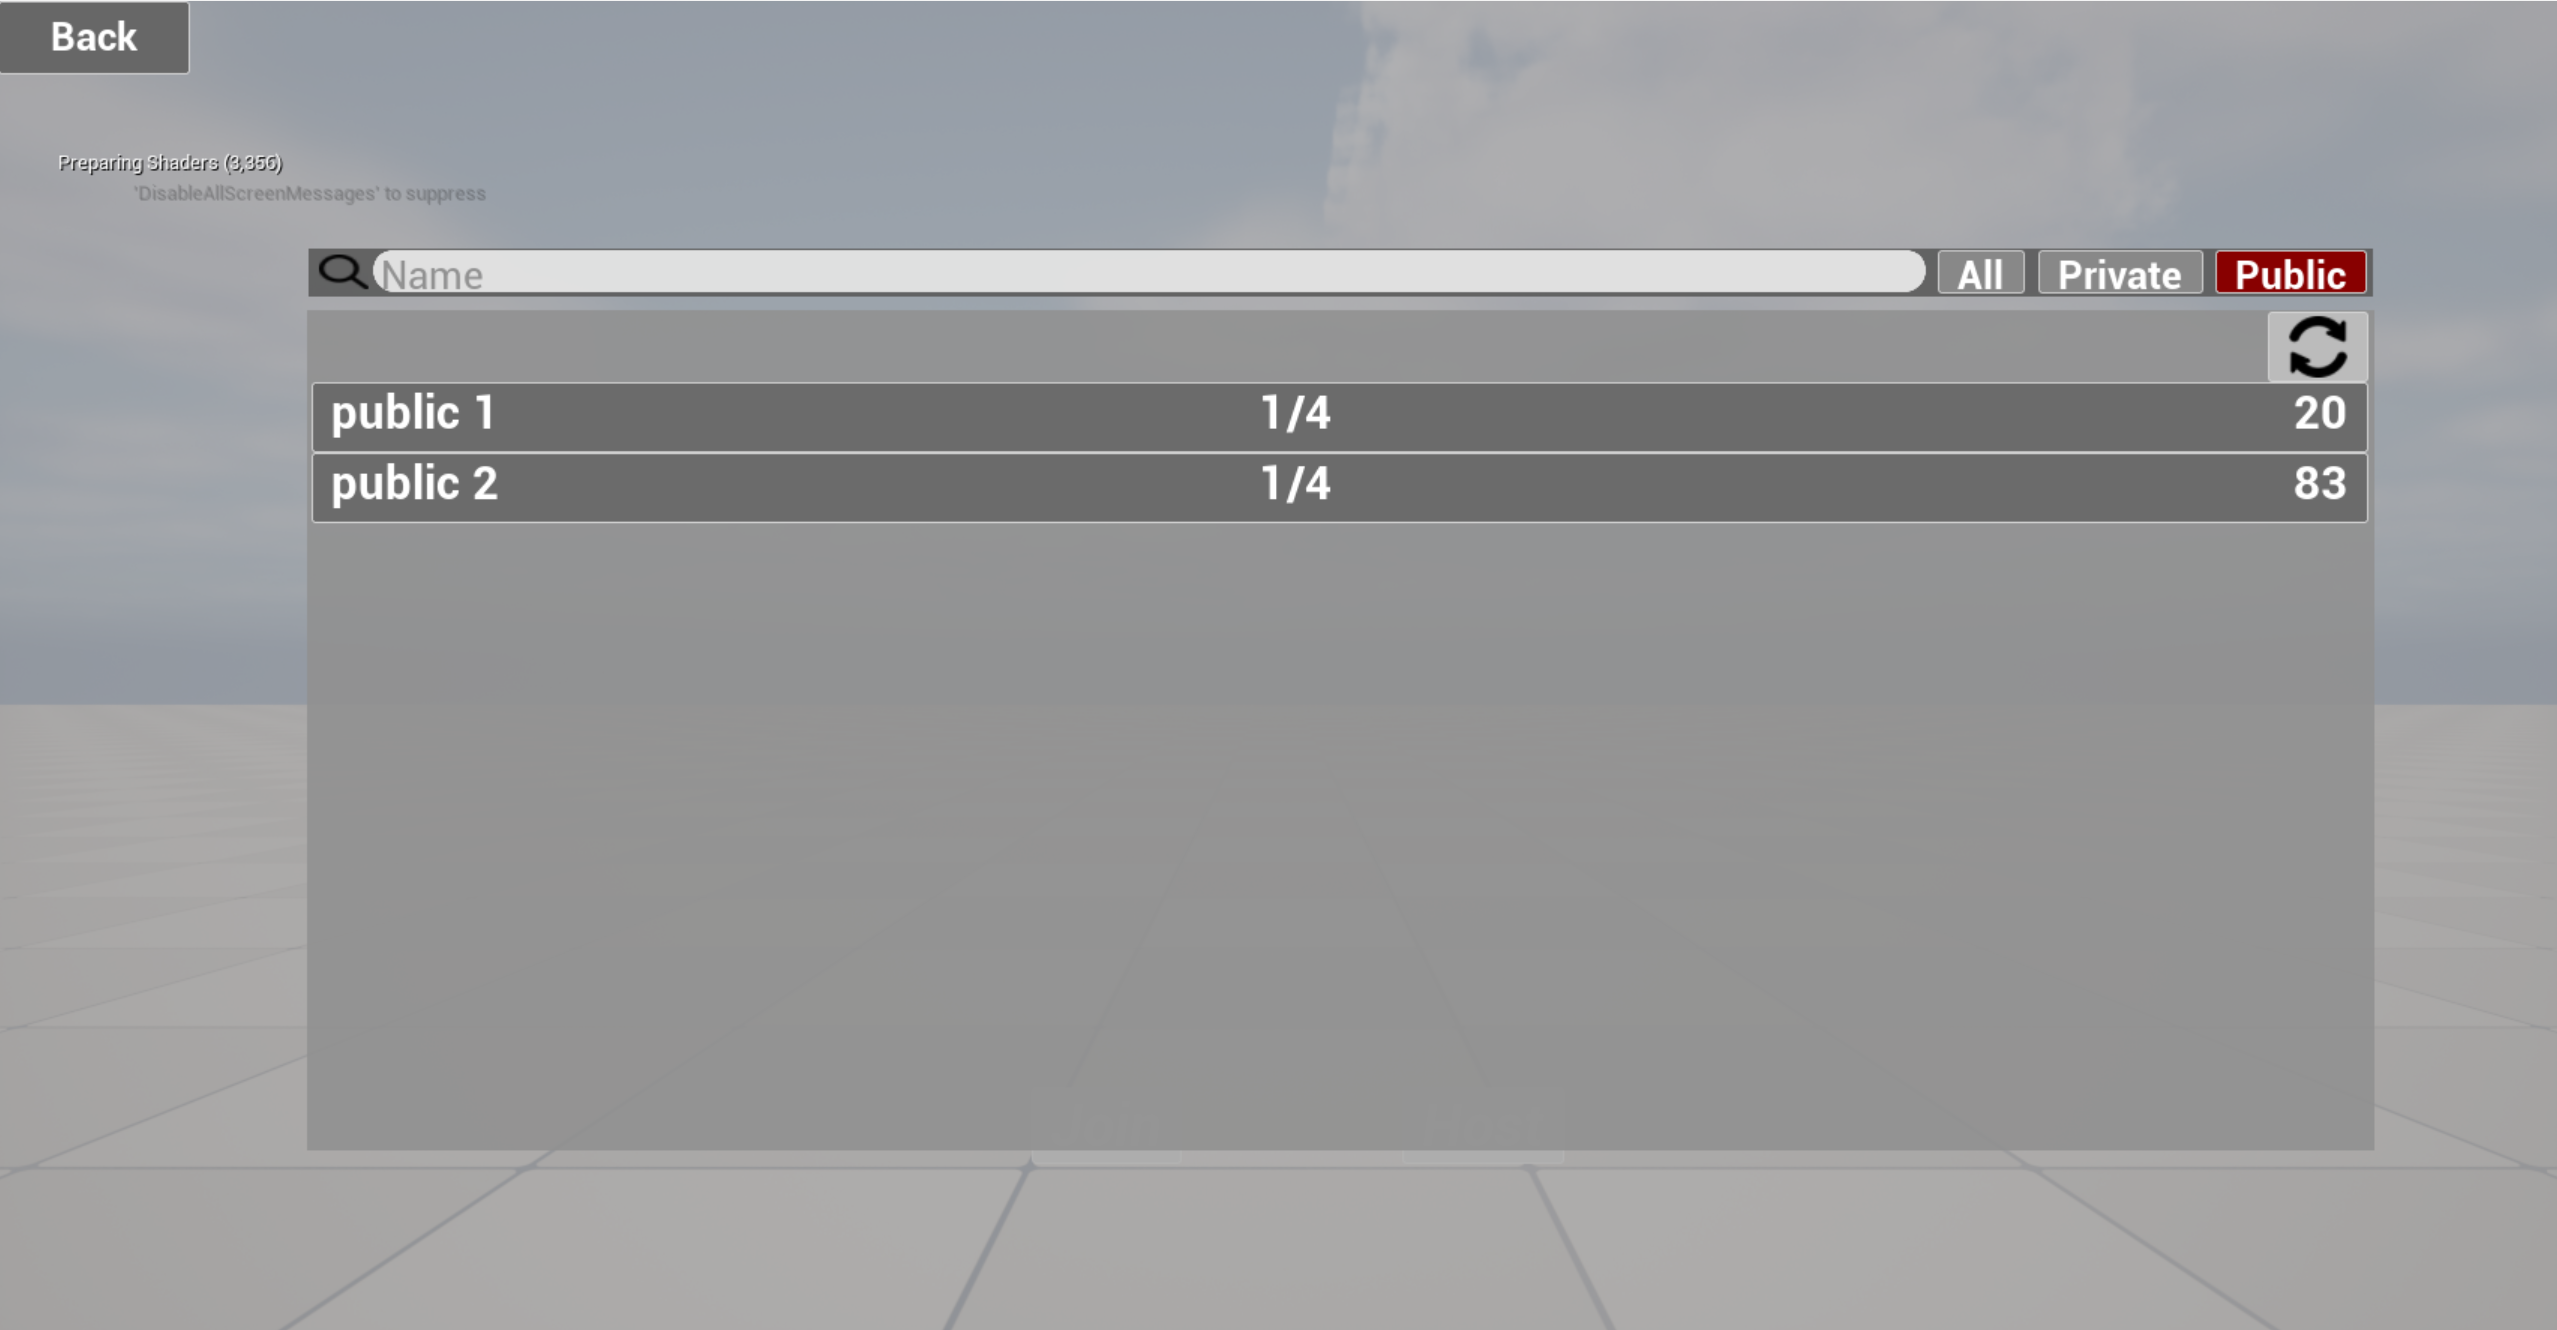 Back
Preparing Shaders (3,356)
'DisableAllScreenMessages' to suppress
Name All Private Public
public 1 1/4 20
public 2 1/4 83